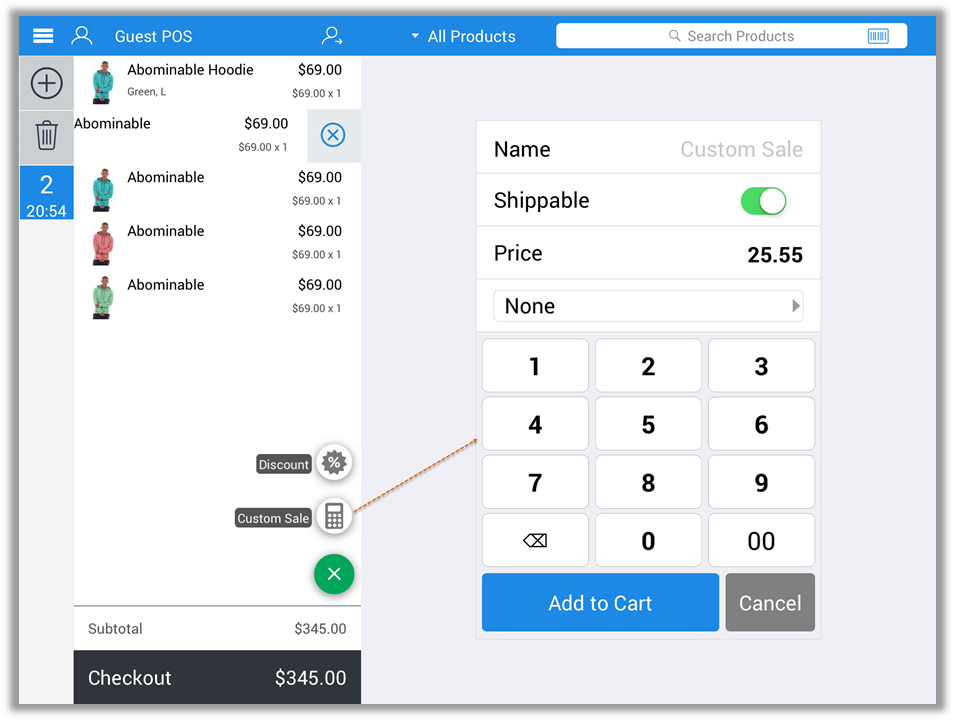 Guest POS
All Products
Search Products
Abominable Hoodie $69.00
Green, L $69.00 x 1
Abominable $69.00
$69.00 x 1
2
20:54
Abominable $69.00
$69.00 x 1
Abominable $69.00
$69.00 x 1
Abominable $69.00
$69.00 x 1
Discount
%
Custom Sale
Subtotal $345.00
Checkout $345.00
Name Custom Sale
Shippable
Price 25.55
None
1 2 3
4 5 6
7 8 9
0 00
Add to Cart Cancel